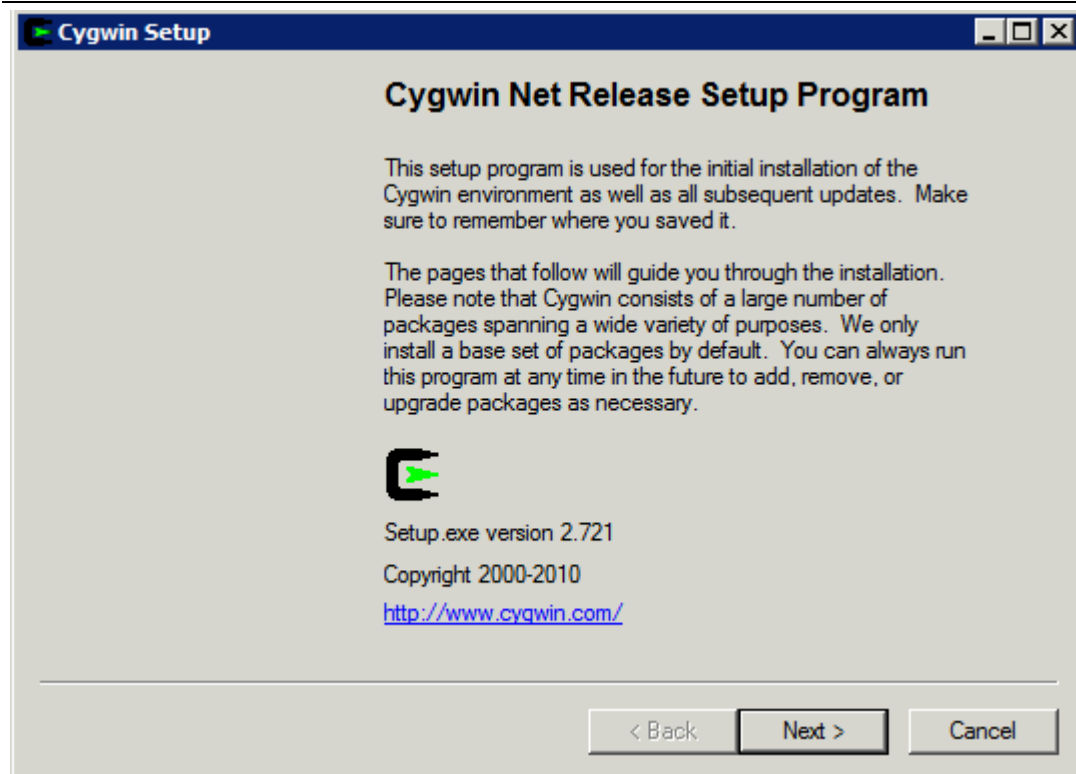 Cygwin Setup
Cygwin Net Release Setup Program
This setup program is used for the initial installation of the
Cygwin environment as well as all subsequent updates.  Make
sure to remember where you saved it.
The pages that follow will guide you through the installation.
Please note that Cygwin consists of a large number of
packages spanning a wide variety of purposes.  We only
install a base set of packages by default.  You can always run
this program at any time in the future to add, remove, or
upgrade packages as necessary.
Setup.exe version 2.721
Copyright 2000-2010
http://www.cygwin.com/
< Back
Next >
Cancel